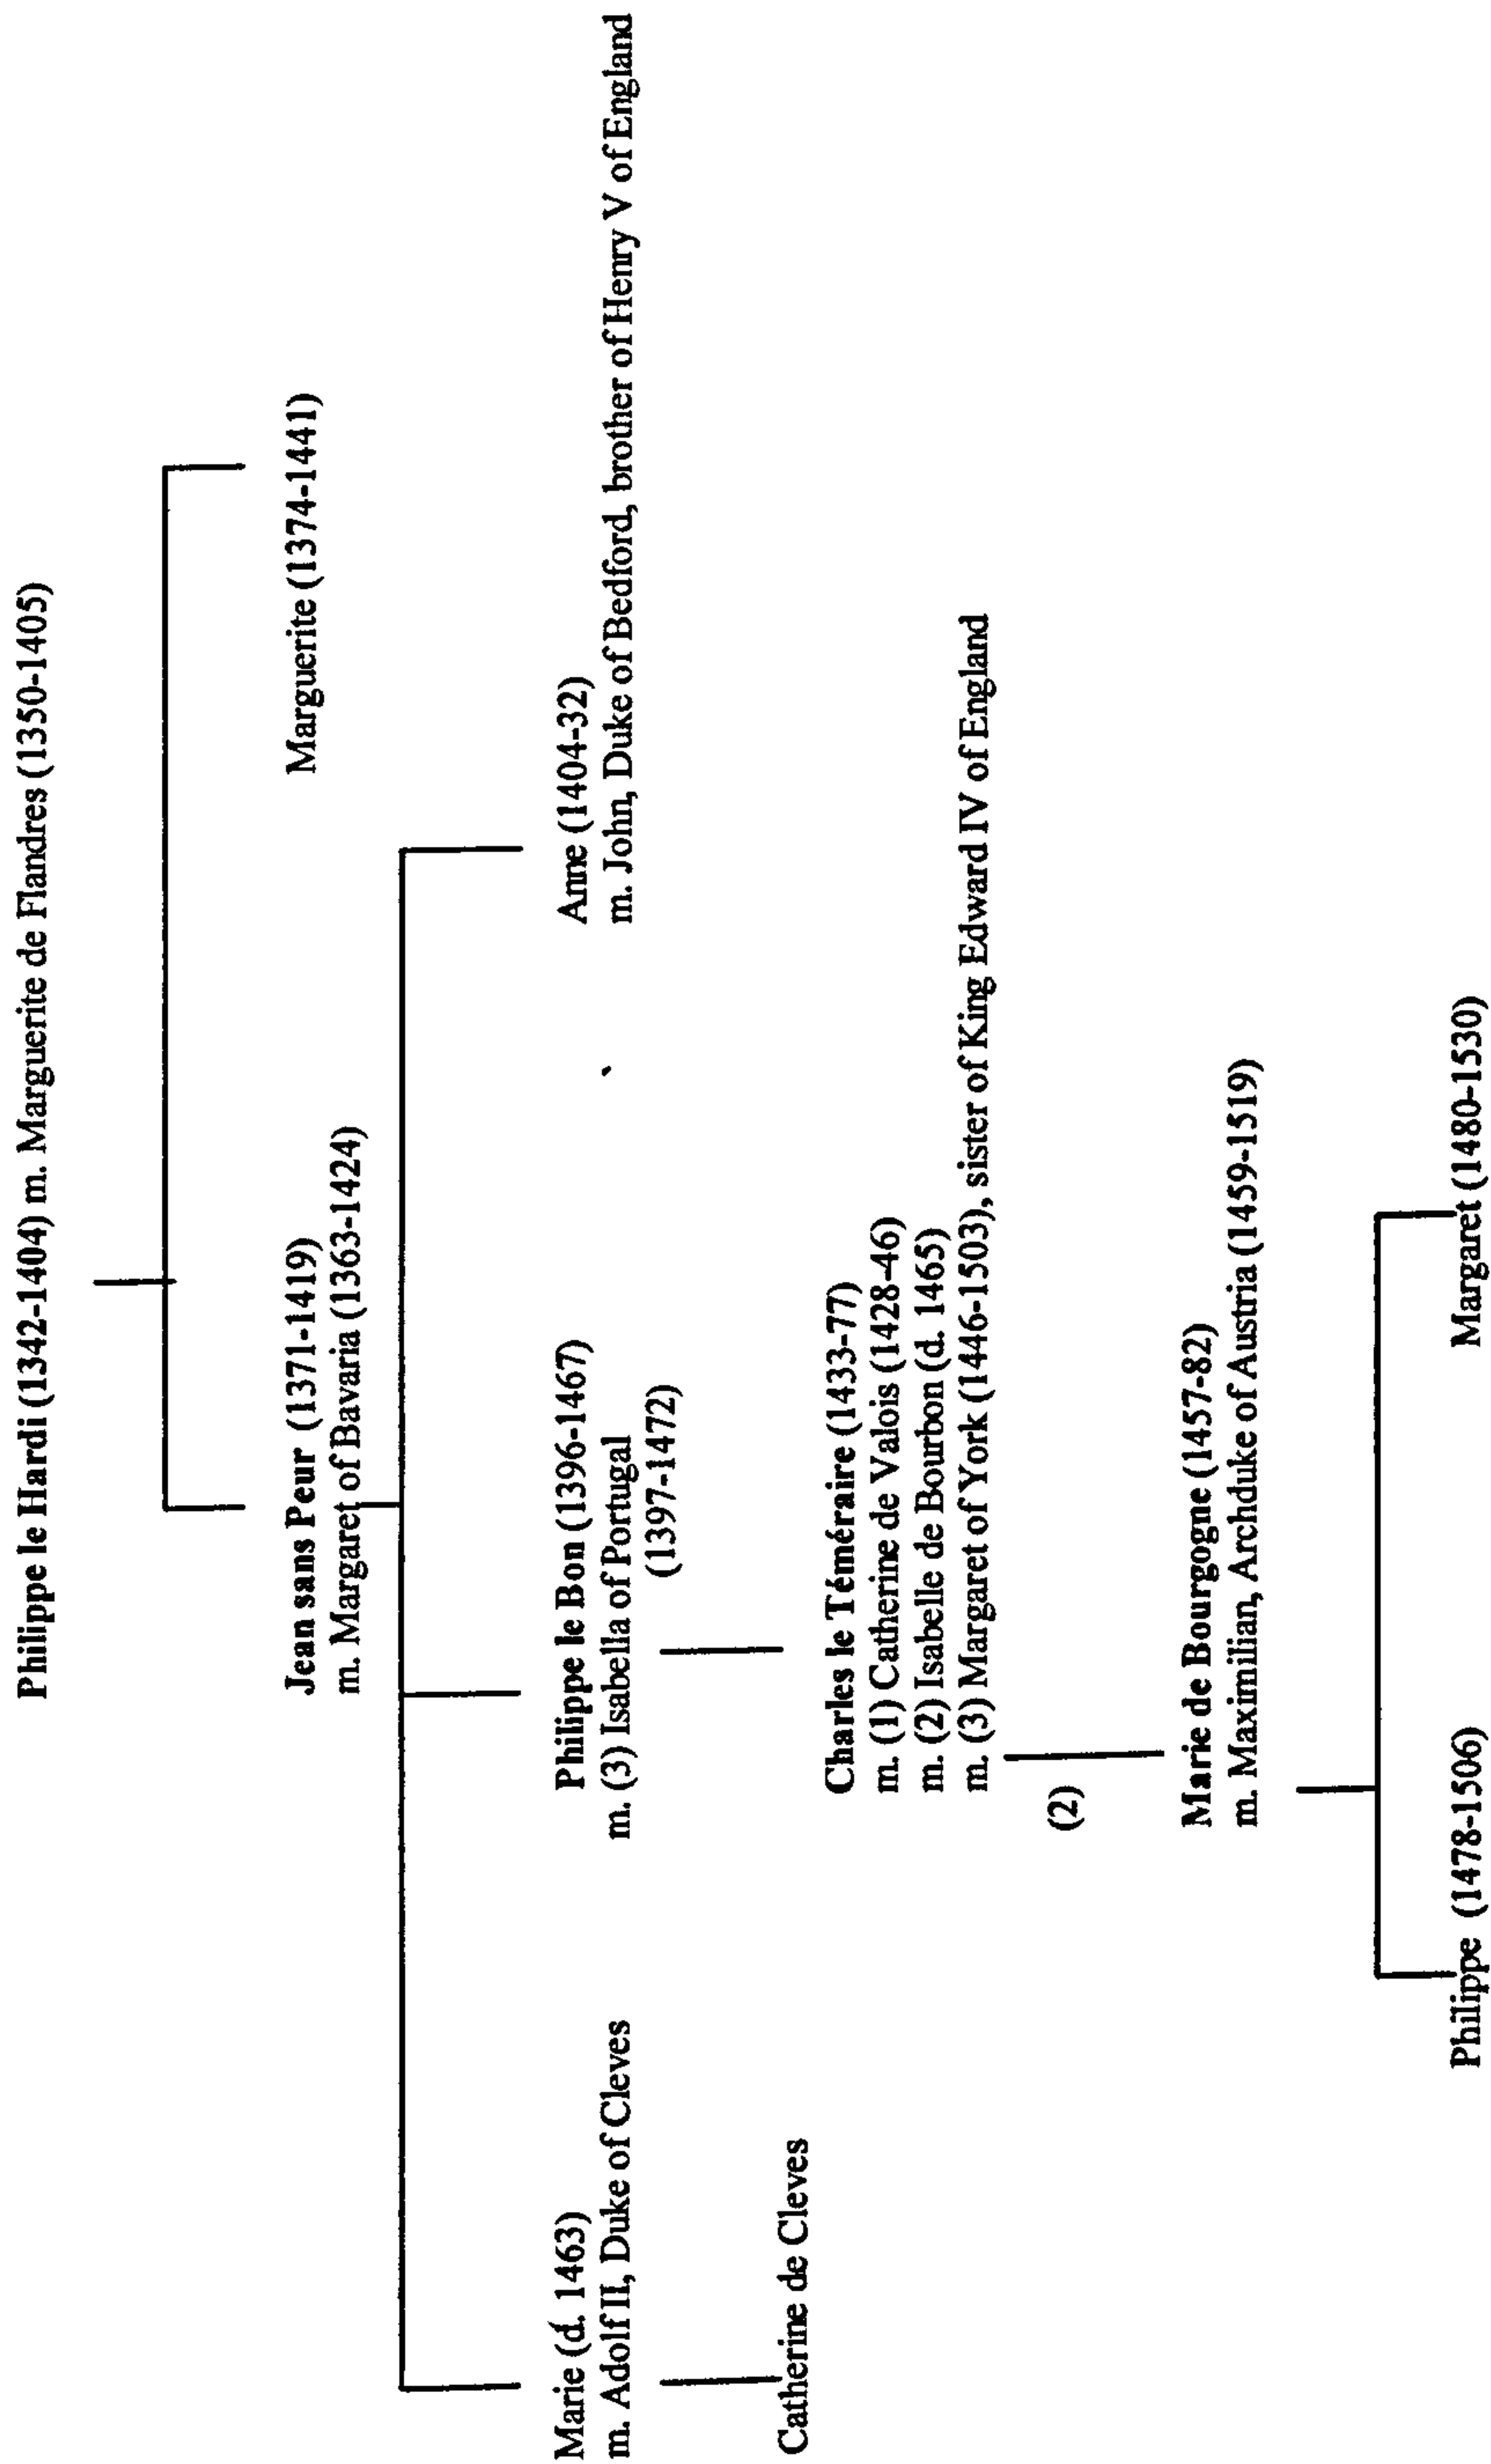 Philippe le Hardi (1342-1404) m. Marguerite de Flandres (1350-1405)
Jean sans Peur (1371-1419)
m. Margaret of Bavaria (1363-1424)
Marguerite (1374-1441)
Marie (d. 1463)
m. Adolf II, Duke of Cleves
Philippe le Bon (1396-1467)
m. (3) Isabella of Portugal
(1397-1472)
Anne (1404-32)
m. John, Duke of Bedford, brother of Henry V of England
Catherine de Cleves
Charles le Téméraire (1433-77)
m. (1) Catherine de Valois (1428-46)
m. (2) Isabelle de Bourbon (d. 1465)
m. (3) Margaret of York (1446-1503), sister of King Edward IV of England
(2)
Marie de Bourgogne (1457-82)
m. Maximilian, Archduke of Austria (1459-1519)
Philippe (1478-1506)
Margaret (1480-1530)